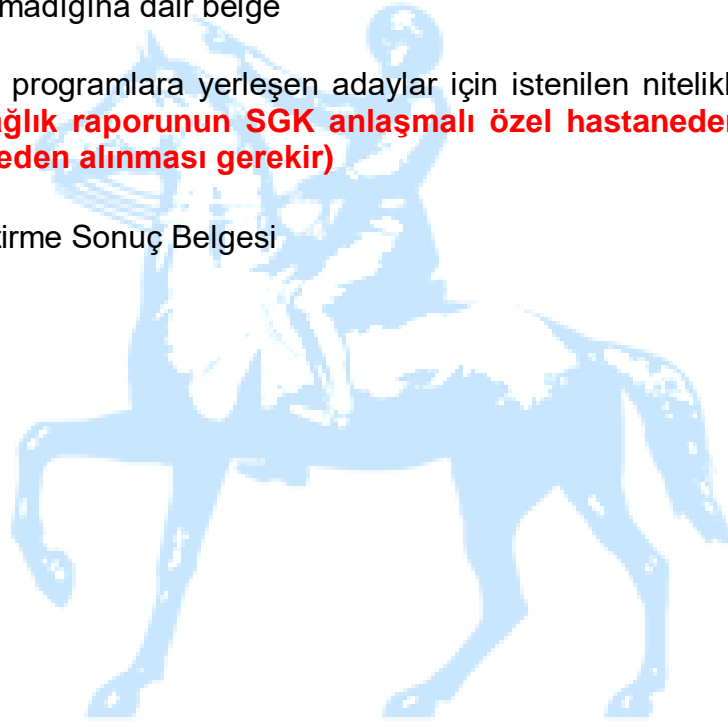 madığına dair belge
programlara yerleşen adaylar için istenilen nitelikl
ağlık raporunun SGK anlaşmalı özel hastaneden
eden alınması gerekir)
tirme Sonuç Belgesi